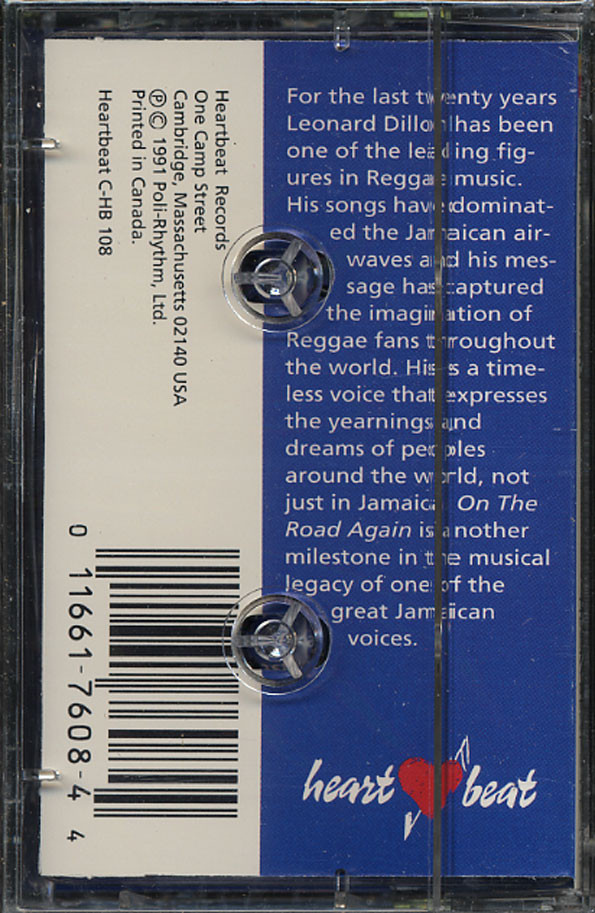 For the last twenty years
Leonard Dillon has been
one of the leading fig-
ures in Reggae music.
His songs have dominat-
ed the Jamaican air-
waves and his mes-
sage has captured
the imagination of
Reggae fans throughout
the world. His is a time-
less voice that expresses
the yearnings and
dreams of peoples
around the world, not
just in Jamaica. On The
Road Again is another
milestone in the musical
legacy of one of the
great Jamaican
voices.
heart beat
Heartbeat Records
One Camp Street
Cambridge, Massachusetts 02140 USA
℗ © 1991 Poli-Rhythm, Ltd.
Printed in Canada.
Heartbeat C-HB 108
0 11661-7608-4 4